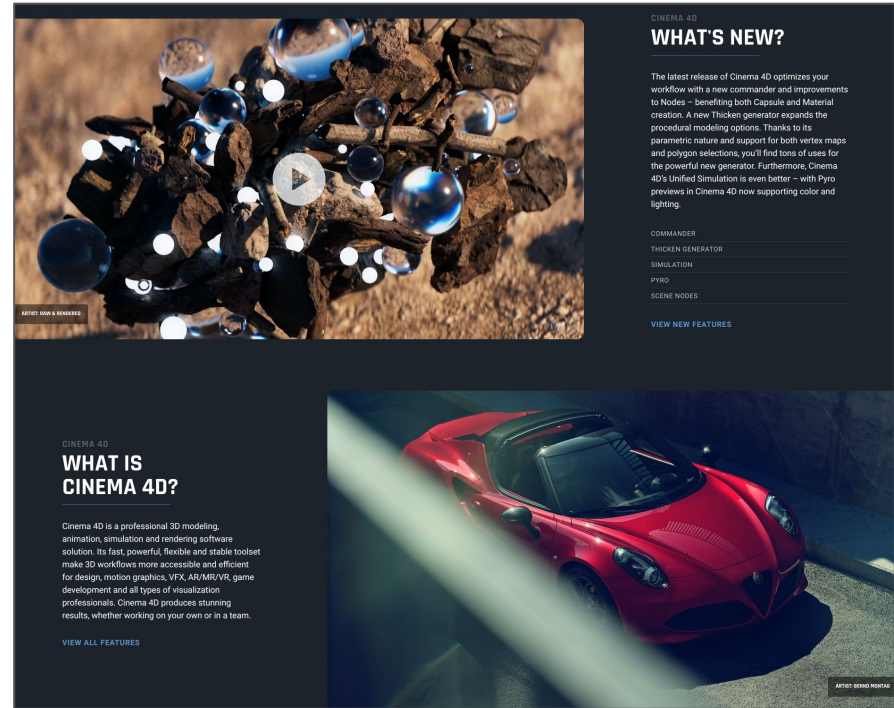 CINEMA 4D
WHAT'S NEW?
The latest release of Cinema 4D optimizes your
workflow with a new commander and improvements
to Nodes – benefiting both Capsule and Material
creation. A new Thicken generator expands the
procedural modeling options. Thanks to its
parametric nature and support for both vertex maps
and polygon selections, you'll find tons of uses for
the powerful new generator. Furthermore, Cinema
4D's Unified Simulation is even better – with Pyro
previews in Cinema 4D now supporting color and
lighting.
COMMANDER
THICKEN GENERATOR
SIMULATION
PYRO
SCENE NODES
VIEW NEW FEATURES
ARTIST: RAW & RENDERED
CINEMA 4D
WHAT IS
CINEMA 4D?
Cinema 4D is a professional 3D modeling,
animation, simulation and rendering software
solution. Its fast, powerful, flexible and stable toolset
make 3D workflows more accessible and efficient
for design, motion graphics, VFX, AR/MR/VR, game
development and all types of visualization
professionals. Cinema 4D produces stunning
results, whether working on your own or in a team.
VIEW ALL FEATURES
ARTIST: BERND MONTAG